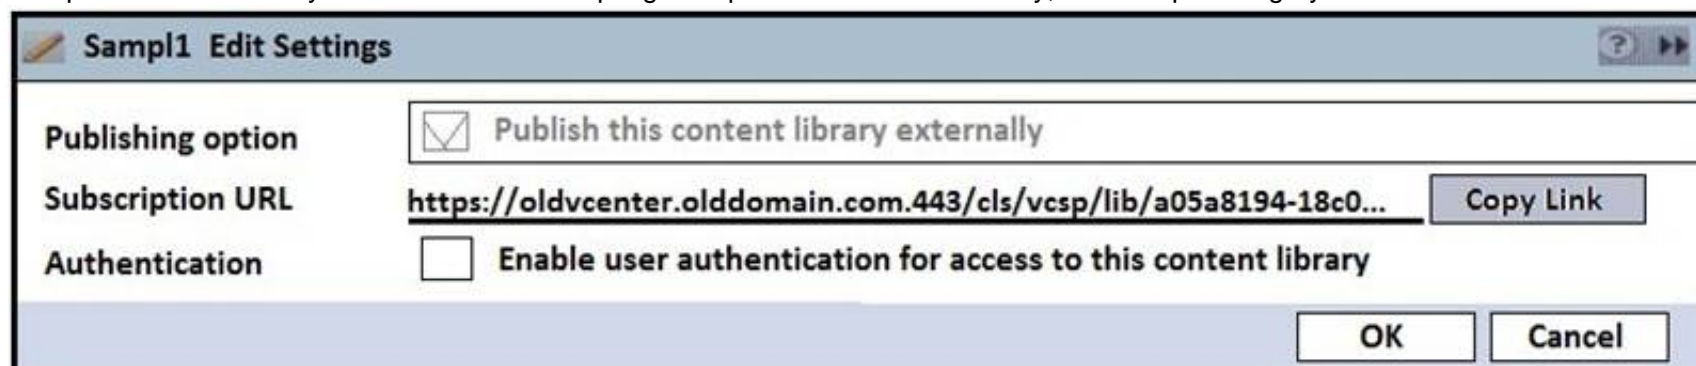 Sampl1 Edit Settings
Publishing option
Publish this content library externally
Subscription URL
https://oldvcenter.olddomain.com.443/cls/vcsp/lib/a05a8194-18c0...
Copy Link
Authentication
Enable user authentication for access to this content library
OK
Cancel